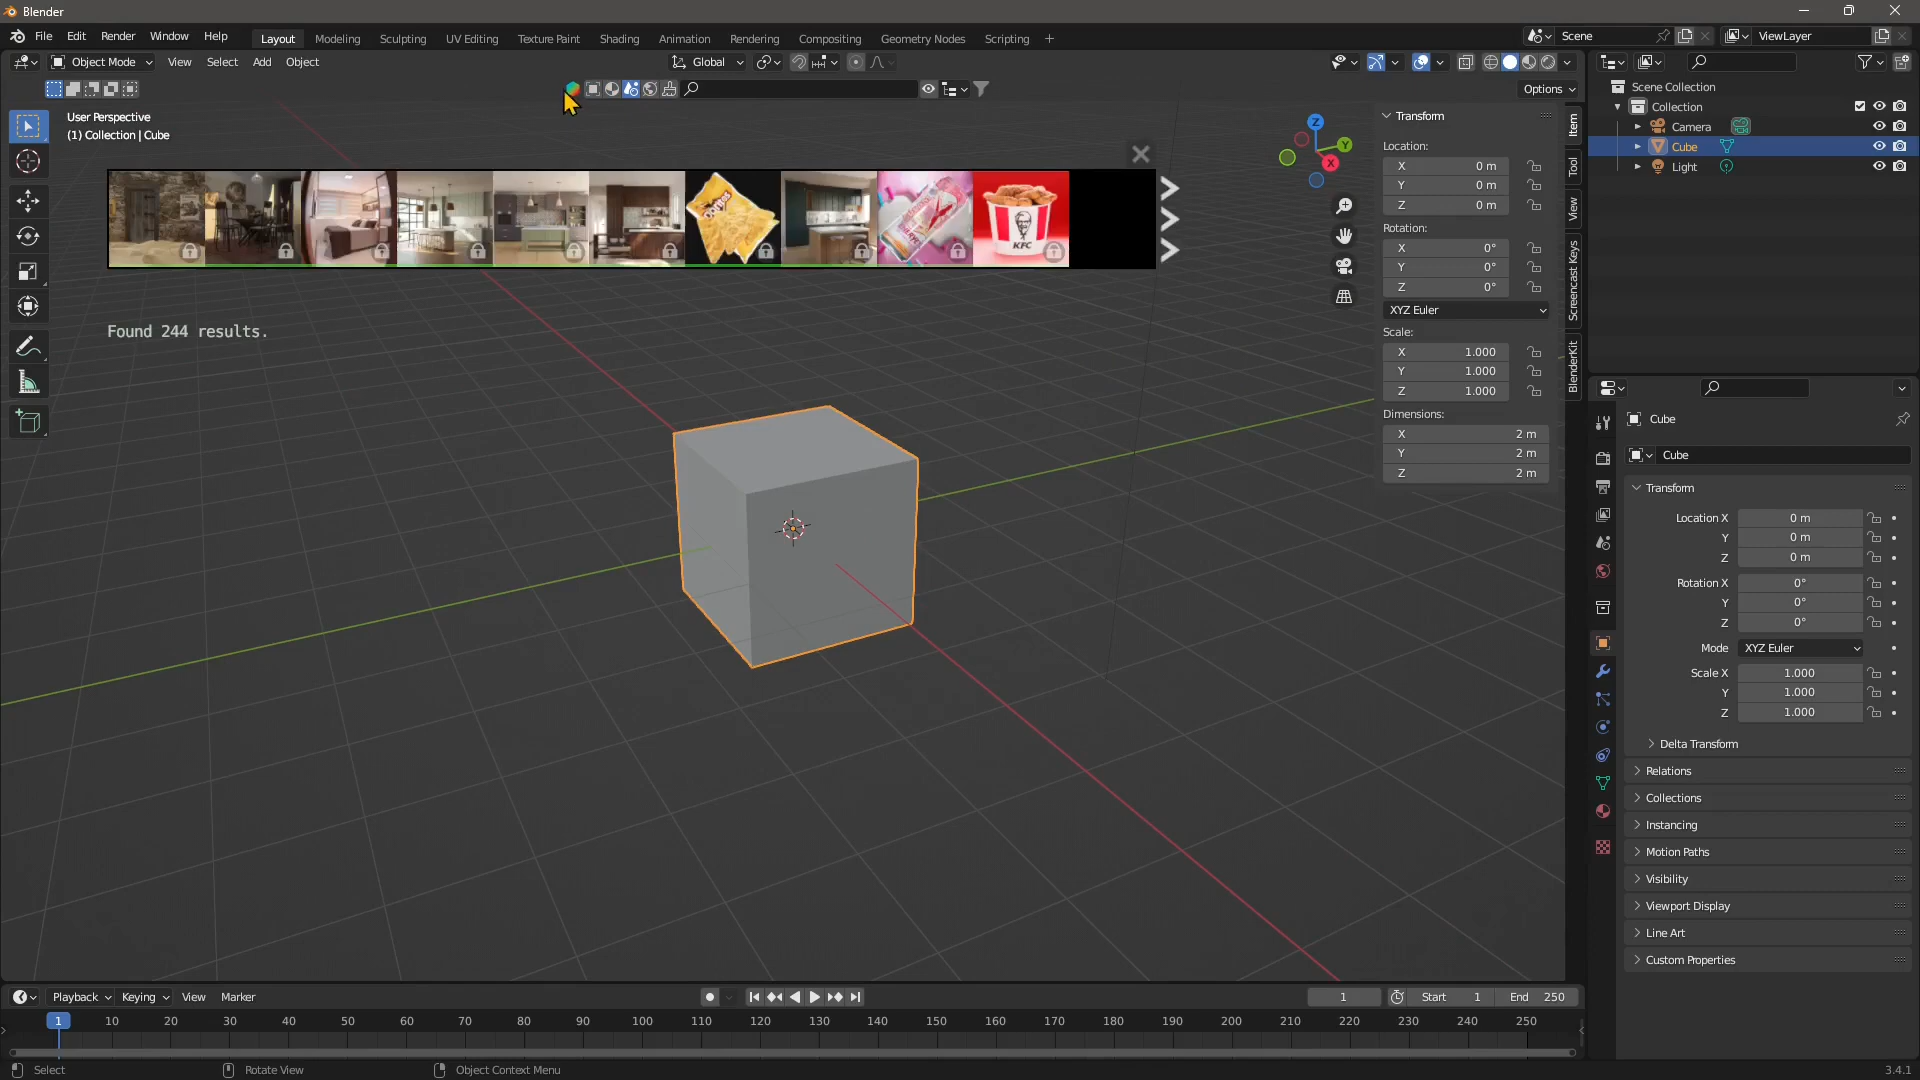 Blender
File Edit Render Window Help Layout Modeling Sculpting UV Editing Texture Paint Shading Animation Rendering Compositing Geometry Nodes Scripting + Scene ViewLayer
Object Mode View Select Add Object Global
Options
User Perspective
(1) Collection | Cube
Doritos
KFC
Found 244 results.
Z
Y
X
Transform
Location:
X 0 m
Y 0 m
Z 0 m
Rotation:
X 0°
Y 0°
Z 0°
XYZ Euler
Scale:
X 1.000
Y 1.000
Z 1.000
Dimensions:
X 2 m
Y 2 m
Z 2 m
Item
Tool
View
Screencast Keys
BlenderKit
Scene Collection
Collection
Camera
Cube
Light
Cube
Cube
Transform
Location X 0 m
Y 0 m
Z 0 m
Rotation X 0°
Y 0°
Z 0°
Mode XYZ Euler
Scale X 1.000
Y 1.000
Z 1.000
Delta Transform
Relations
Collections
Instancing
Motion Paths
Visibility
Viewport Display
Line Art
Custom Properties
Playback Keying View Marker 1 Start 1 End 250
1 10 20 30 40 50 60 70 80 90 100 110 120 130 140 150 160 170 180 190 200 210 220 230 240 250
Select Rotate View Object Context Menu 3.4.1